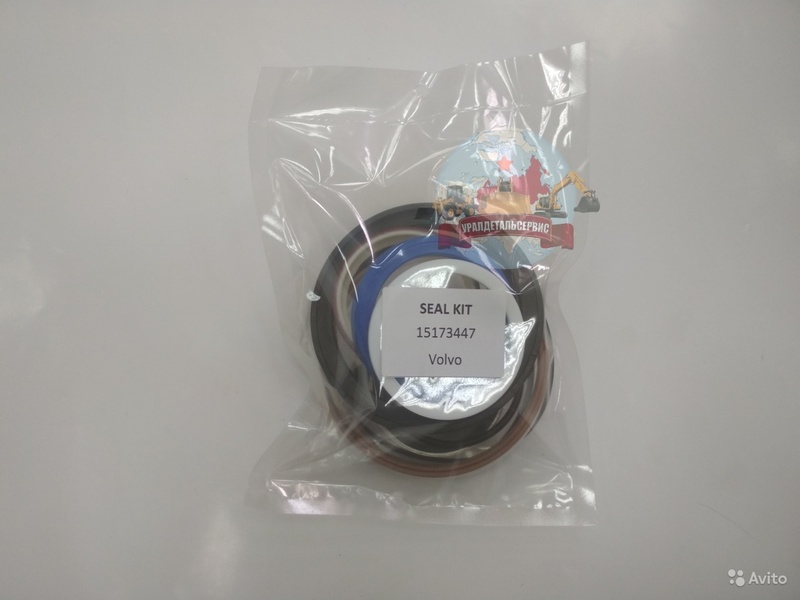 УРАЛДЕТАЛЬСЕРВИС
SEAL KIT
15173447
Volvo
Avito